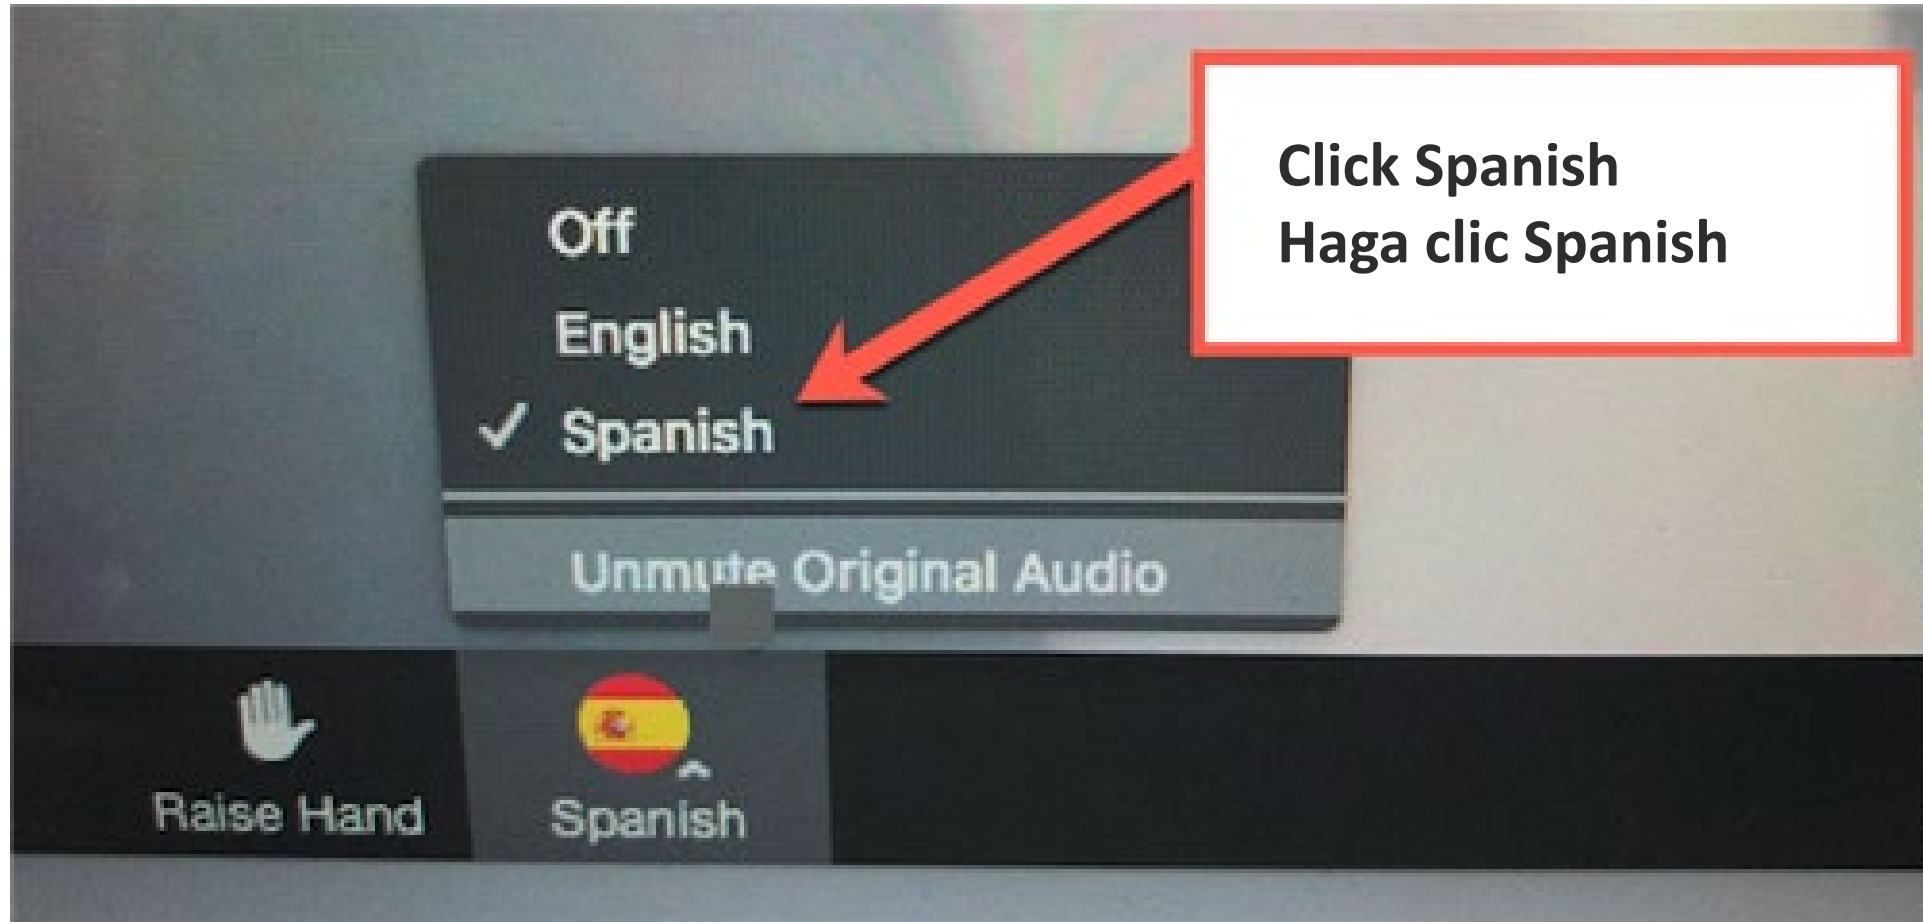 Click Spanish
Haga clic Spanish
Off
English
Spanish
Unmute Original Audio
Raise Hand
Spanish